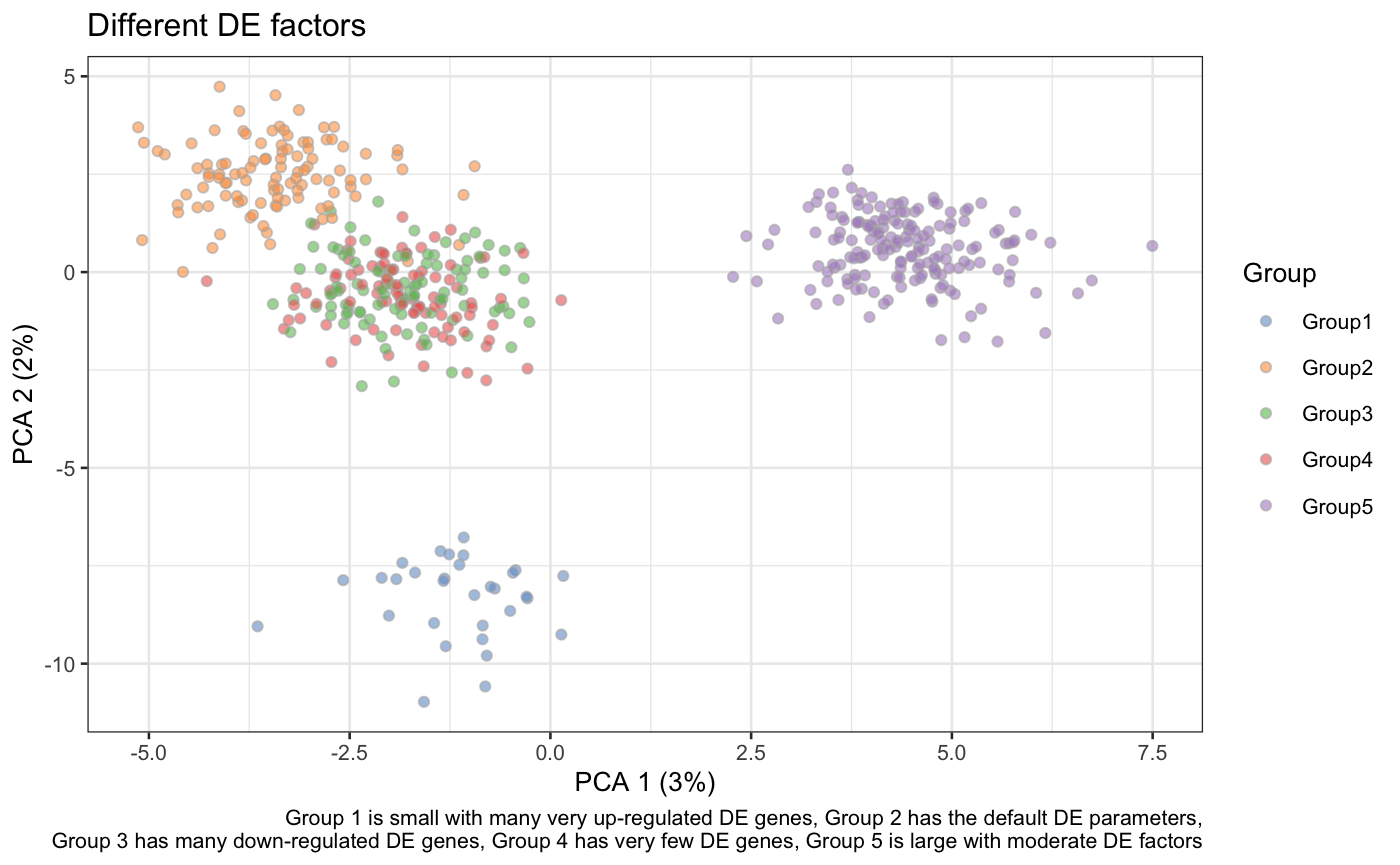 Different DE factors
5
0
-5
-10
PCA 2 (2%)
-5.0
-2.5
0.0
2.5
5.0
7.5
PCA 1 (3%)
Group
Group1
Group2
Group3
Group4
Group5
Group 1 is small with many very up-regulated DE genes, Group 2 has the default DE parameters,
Group 3 has many down-regulated DE genes, Group 4 has very few DE genes, Group 5 is large with moderate DE factors